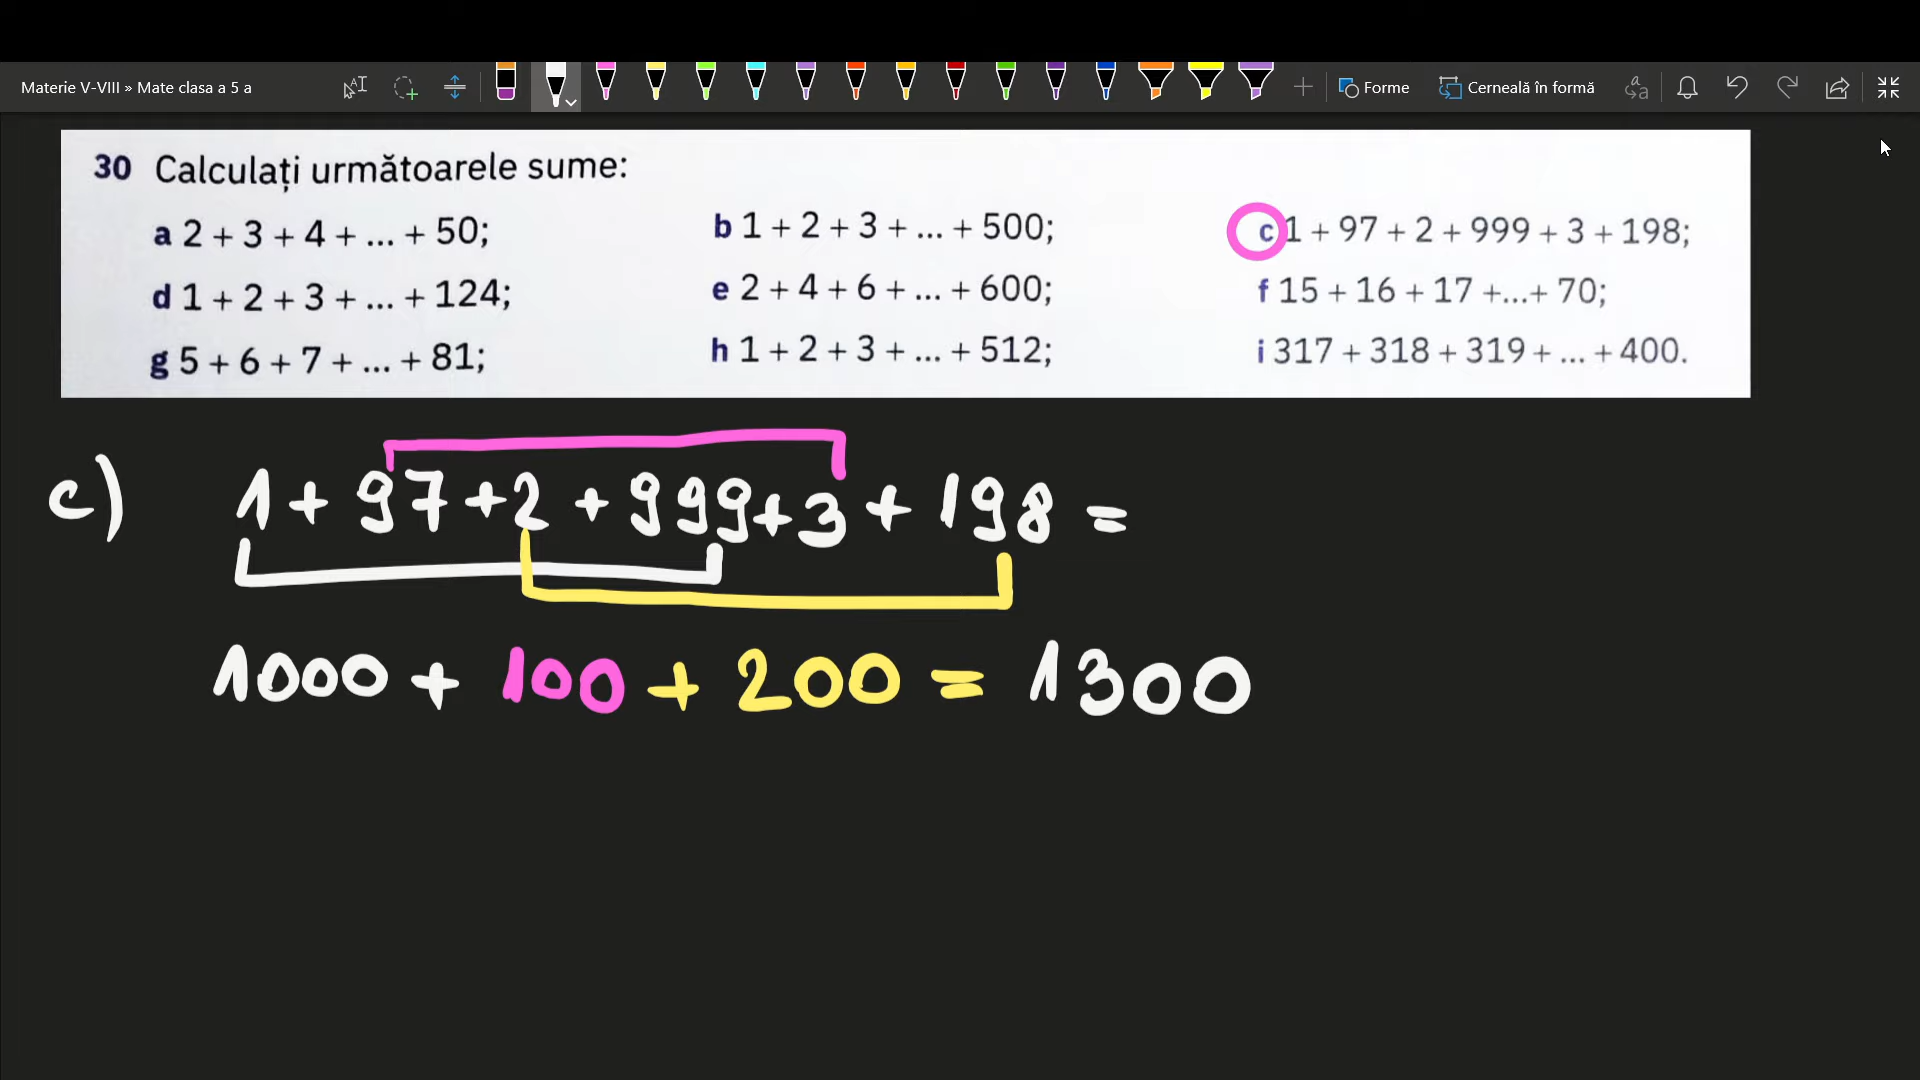 Materie V-VIII » Mate clasa a 5 a
Forme
Cerneală în formă
30 Calculați următoarele sume:
a 2 + 3 + 4 + ... + 50; b 1 + 2 + 3 + ... + 500; c 1 + 97 + 2 + 999 + 3 + 198;
d 1 + 2 + 3 + ... + 124; e 2 + 4 + 6 + ... + 600; f 15 + 16 + 17 +...+ 70;
g 5 + 6 + 7 + ... + 81; h 1 + 2 + 3 + ... + 512; i 317 + 318 + 319 + ... + 400.
c) 1 + 97 + 2 + 999 + 3 + 198 =
1000 + 100 + 200 = 1300